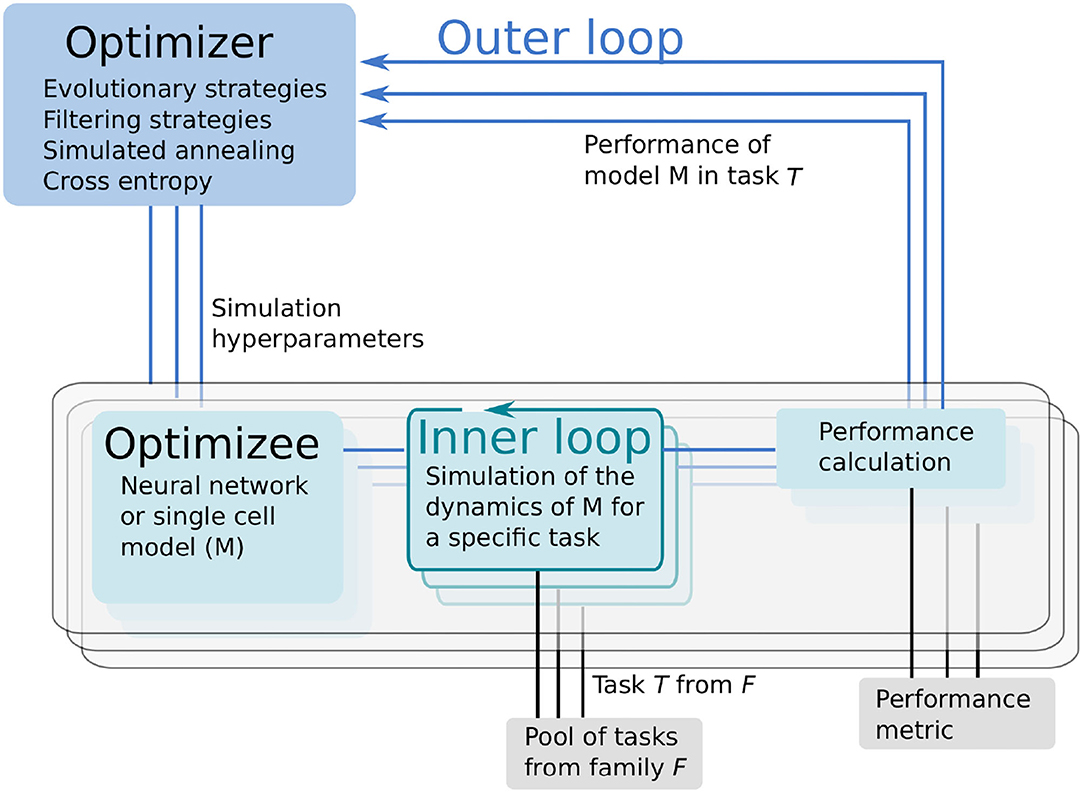 Optimizer
Evolutionary strategies
Filtering strategies
Simulated annealing
Cross entropy
Outer loop
Performance of
model M in task T
Simulation
hyperparameters
Optimizee
Neural network
or single cell
model (M)
Inner loop
Simulation of the
dynamics of M for
a specific task
Performance
calculation
Task T from F
Pool of tasks
from family F
Performance
metric